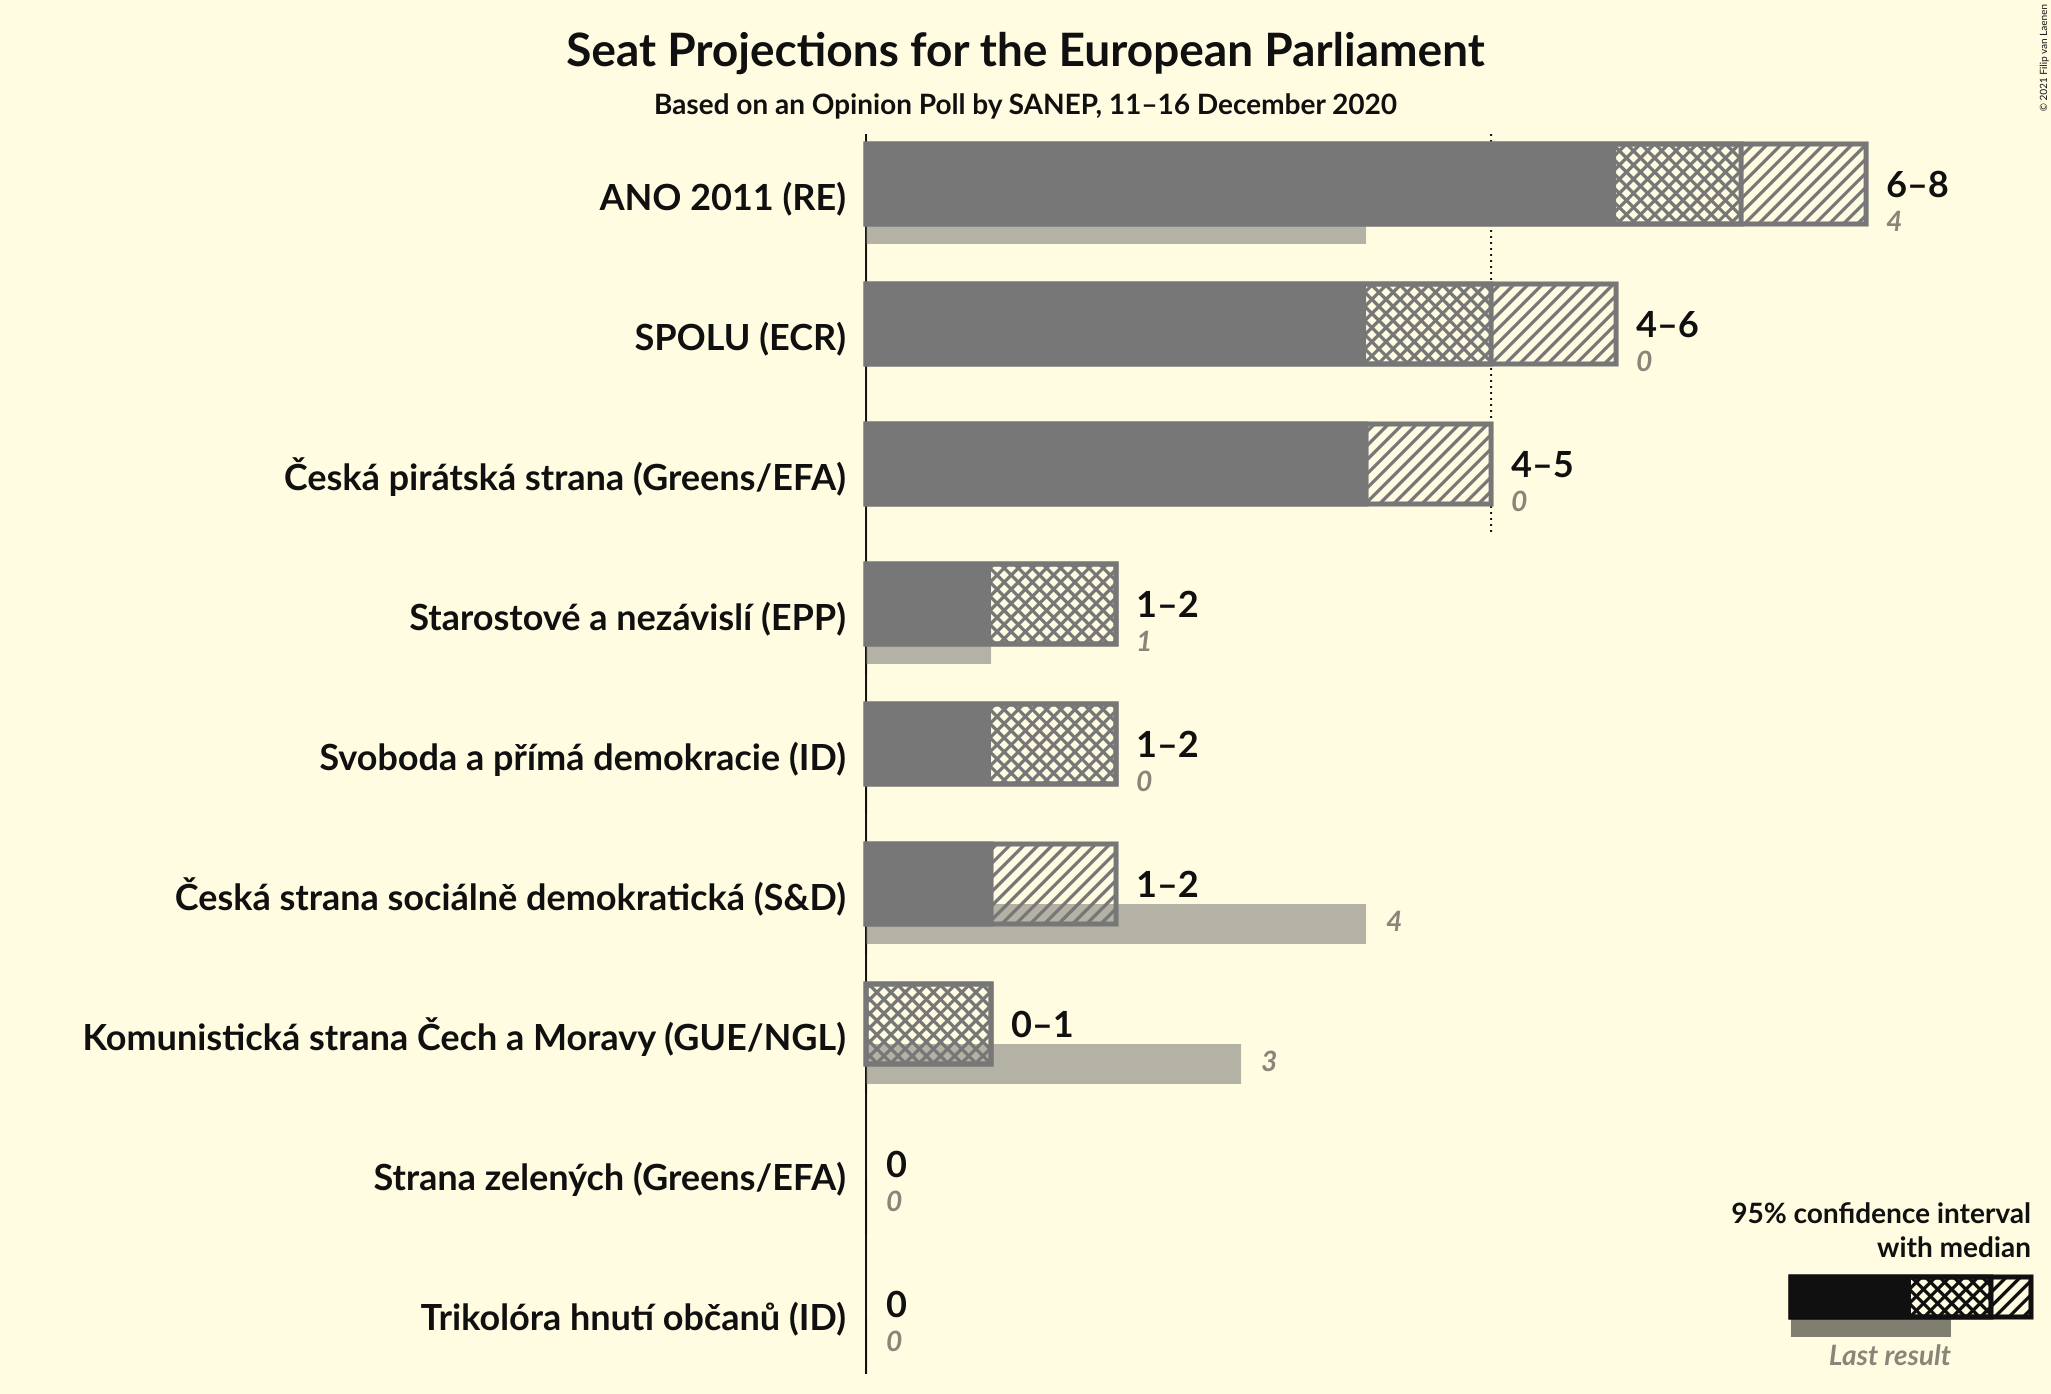 Seat Projections for the European Parliament
Based on an Opinion Poll by SANEP, 11–16 December 2020
© 2021 Filip van Laenen
ANO 2011 (RE)
6–8
4
SPOLU (ECR)
4–6
0
Česká pirátská strana (Greens/EFA)
4–5
0
Starostové a nezávislí (EPP)
1–2
1
Svoboda a přímá demokracie (ID)
1–2
0
Česká strana sociálně demokratická (S&D)
1–2
4
Komunistická strana Čech a Moravy (GUE/NGL)
0–1
3
Strana zelených (Greens/EFA)
0
0
Trikolóra hnutí občanů (ID)
0
0
95% confidence interval
with median
Last result